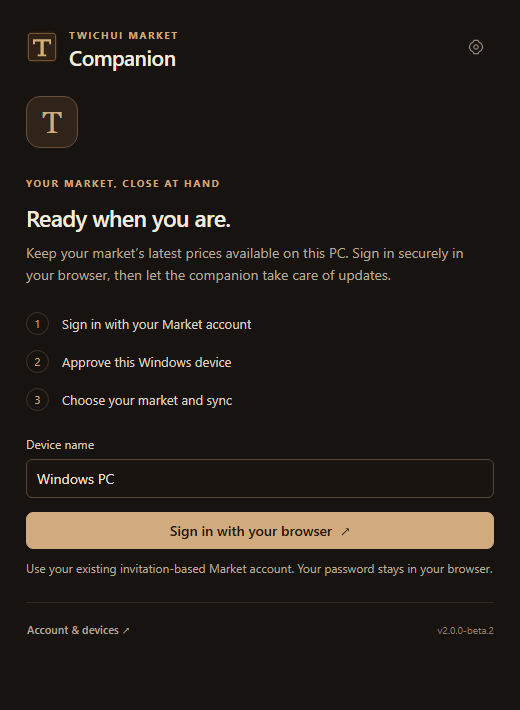 T
TWICHUI MARKET
Companion
T
YOUR MARKET, CLOSE AT HAND
Ready when you are.
Keep your market’s latest prices available on this PC. Sign in securely in
your browser, then let the companion take care of updates.
1 Sign in with your Market account
2 Approve this Windows device
3 Choose your market and sync
Device name
Windows PC
Sign in with your browser ↗
Use your existing invitation-based Market account. Your password stays in your browser.
Account & devices ↗
v2.0.0-beta.2